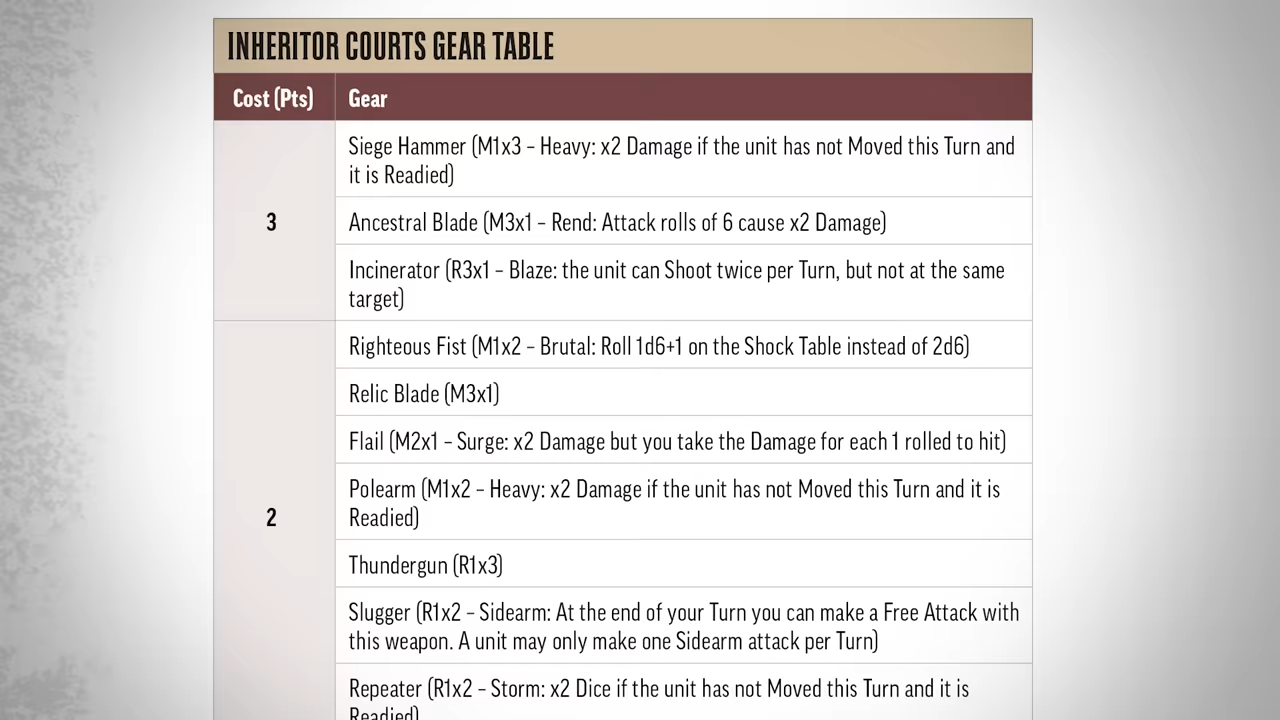 INHERITOR COURTS GEAR TABLE
Cost (Pts) Gear
3
Siege Hammer (M1x3 – Heavy: x2 Damage if the unit has not Moved this Turn and
it is Readied)
Ancestral Blade (M3x1 – Rend: Attack rolls of 6 cause x2 Damage)
Incinerator (R3x1 – Blaze: the unit can Shoot twice per Turn, but not at the same
target)
2
Righteous Fist (M1x2 – Brutal: Roll 1d6+1 on the Shock Table instead of 2d6)
Relic Blade (M3x1)
Flail (M2x1 – Surge: x2 Damage but you take the Damage for each 1 rolled to hit)
Polearm (M1x2 – Heavy: x2 Damage if the unit has not Moved this Turn and it is
Readied)
Thundergun (R1x3)
Slugger (R1x2 – Sidearm: At the end of your Turn you can make a Free Attack with
this weapon. A unit may only make one Sidearm attack per Turn)
Repeater (R1x2 – Storm: x2 Dice if the unit has not Moved this Turn and it is
Readied)